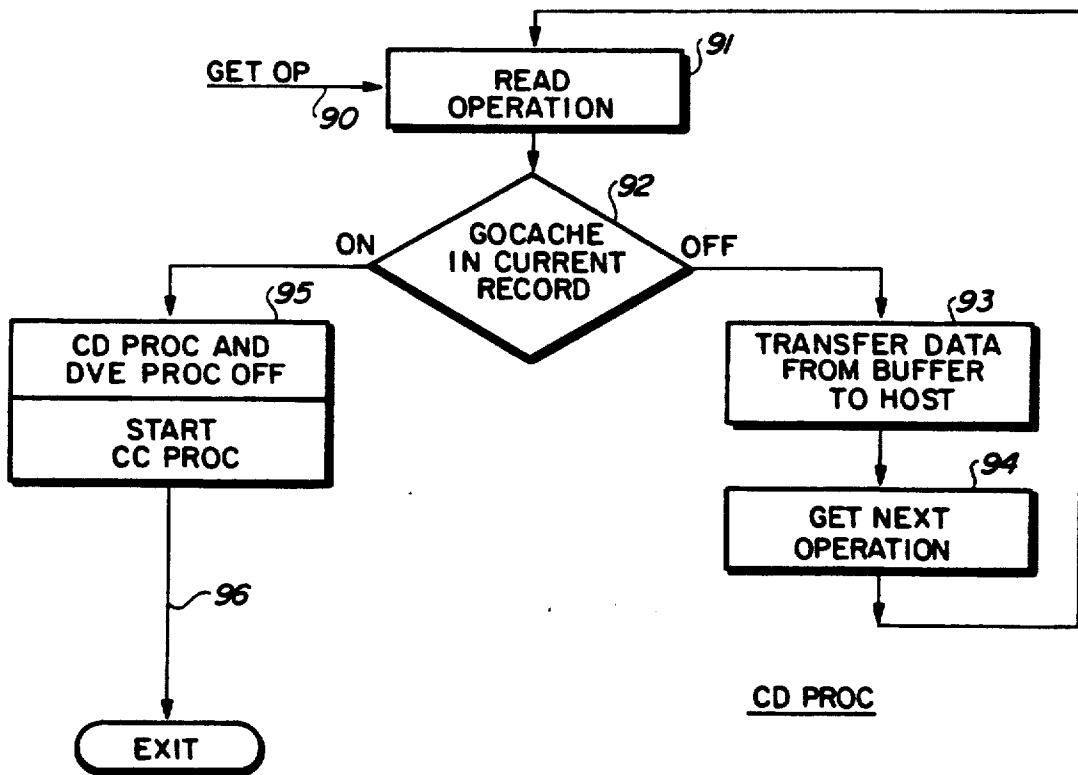 91
GET OP
90
READ
OPERATION
92
GOCACHE
IN CURRENT
RECORD
ON
OFF
95
CD PROC AND
DVE PROC OFF
START
CC PROC
93
TRANSFER DATA
FROM BUFFER
TO HOST
94
GET NEXT
OPERATION
96
CD PROC
EXIT